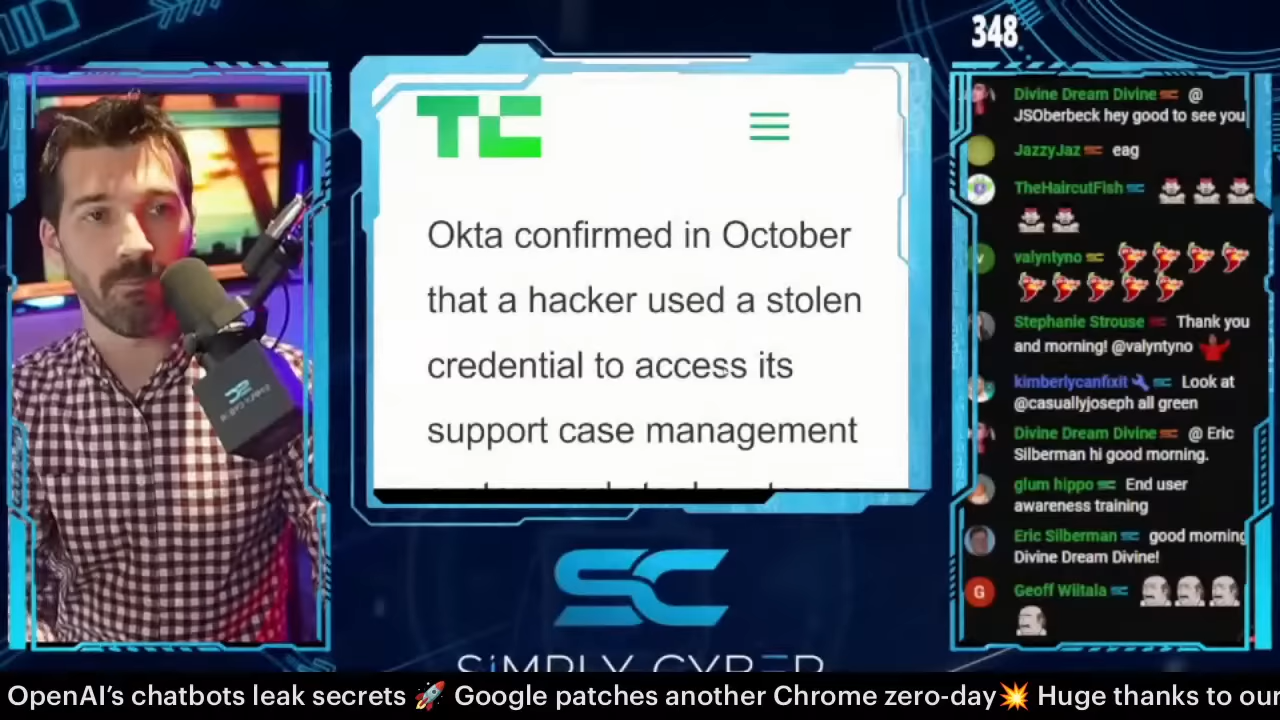 348
TC
Okta confirmed in October
that a hacker used a stolen
credential to access its
support case management
SC
SIMPLY CYBER
Divine Dream Divine @
JSOberbeck hey good to see you
JazzyJaz eag
TheHaircutFish
valyntyno
Stephanie Strouse Thank you
and morning! @valyntyno
kimberlycanfixit Look at
@casuallyjoseph all green
Divine Dream Divine @ Eric
Silberman hi good morning.
glum hippo End user
awareness training
Eric Silberman good morning
Divine Dream Divine!
G Geoff Wiltala
OpenAI’s chatbots leak secrets 🚀 Google patches another Chrome zero-day💥 Huge thanks to our